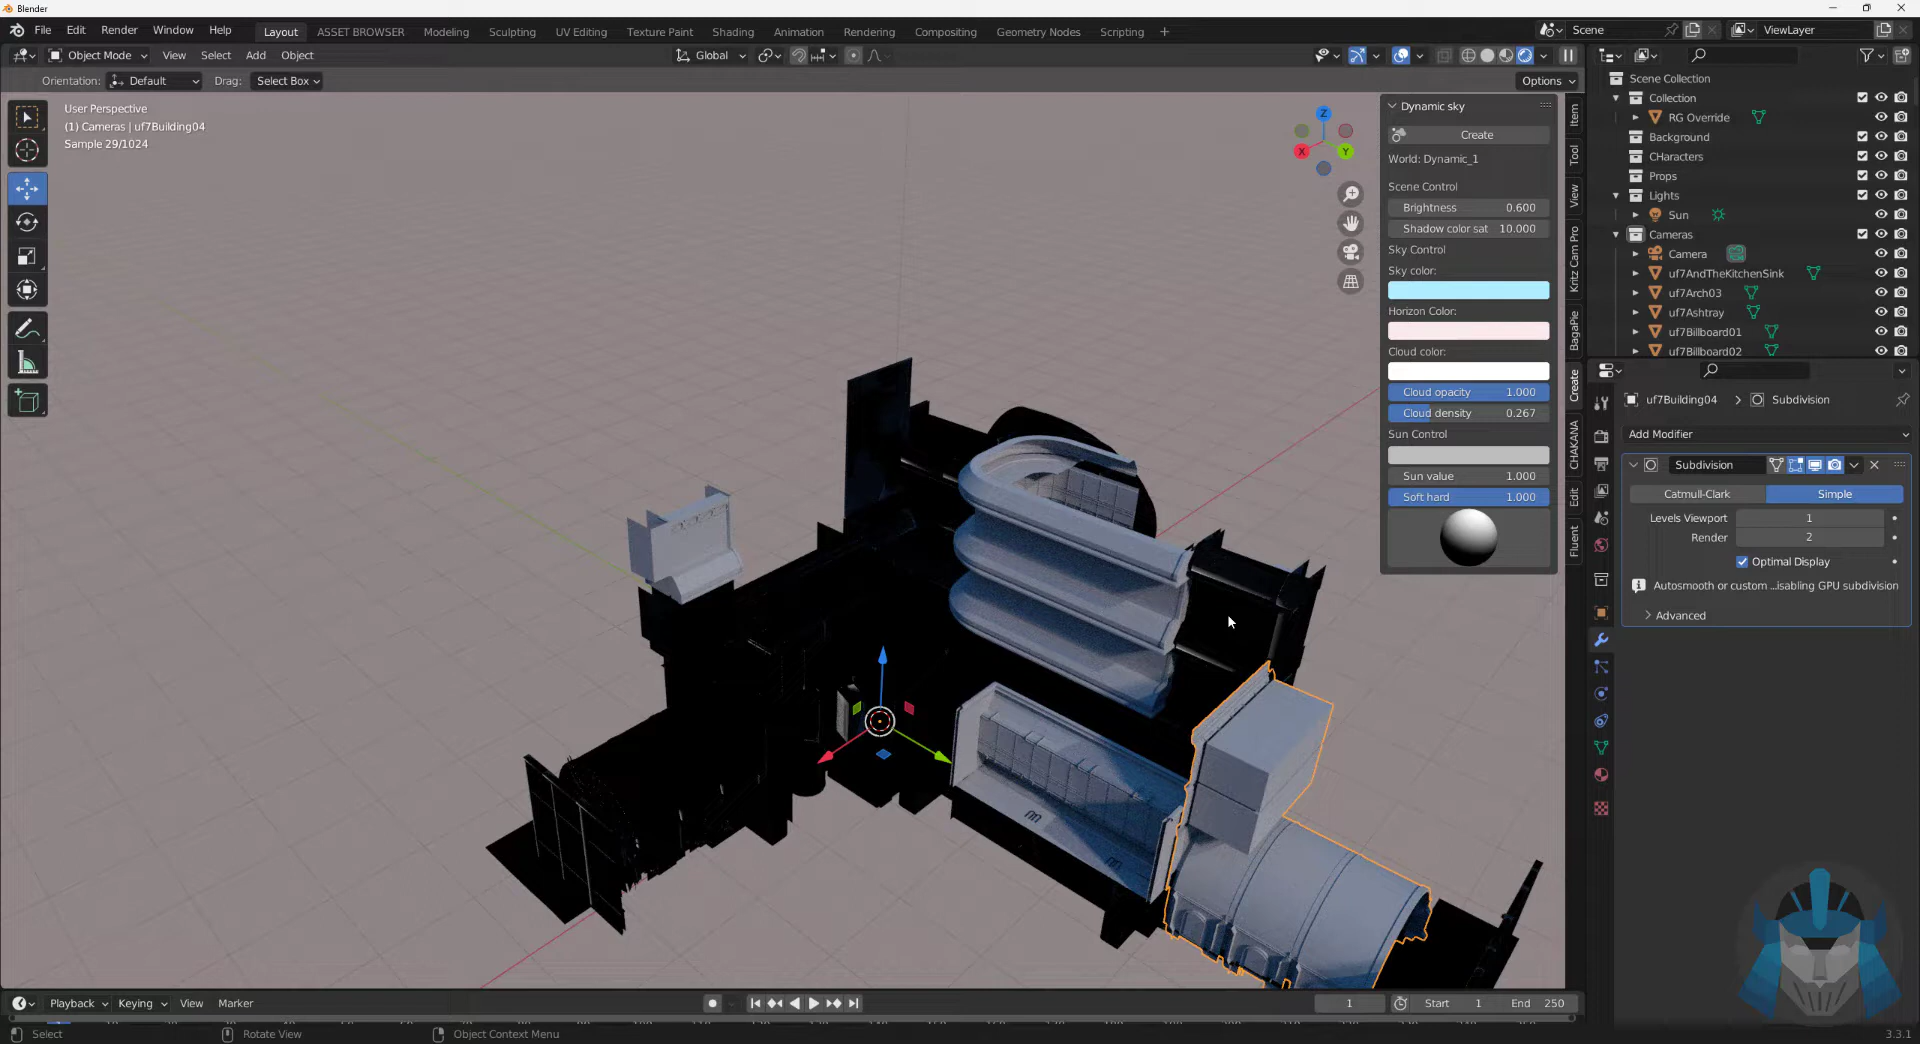 Blender
File Edit Render Window Help Layout ASSET BROWSER Modeling Sculpting UV Editing Texture Paint Shading Animation Rendering Compositing Geometry Nodes Scripting + Scene ViewLayer
Object Mode View Select Add Object Global
Orientation: Default Drag: Select Box Options
User Perspective
(1) Cameras | uf7Building04
Sample 29/1024
Z
X
Y
Dynamic sky
Create
World: Dynamic_1
Scene Control
Brightness 0.600
Shadow color sat 10.000
Sky Control
Sky color:
Horizon Color:
Cloud color:
Cloud opacity 1.000
Cloud density 0.267
Sun Control
Sun value 1.000
Soft hard 1.000
Item
Tool
View
Kritz Cam Pro
BagaPie
Create
CHAKANA
Edit
Fluent
Scene Collection
Collection
RG Override
Background
CHaracters
Props
Lights
Sun
Cameras
Camera
uf7AndTheKitchenSink
uf7Arch03
uf7Ashtray
uf7Billboard01
uf7Billboard02
uf7Building04 > Subdivision
Add Modifier
Subdivision
Catmull-Clark Simple
Levels Viewport 1
Render 2
Optimal Display
Autosmooth or custom ...isabling GPU subdivision
Advanced
Playback Keying View Marker 1 Start 1 End 250
Select Rotate View Object Context Menu 3.3.1